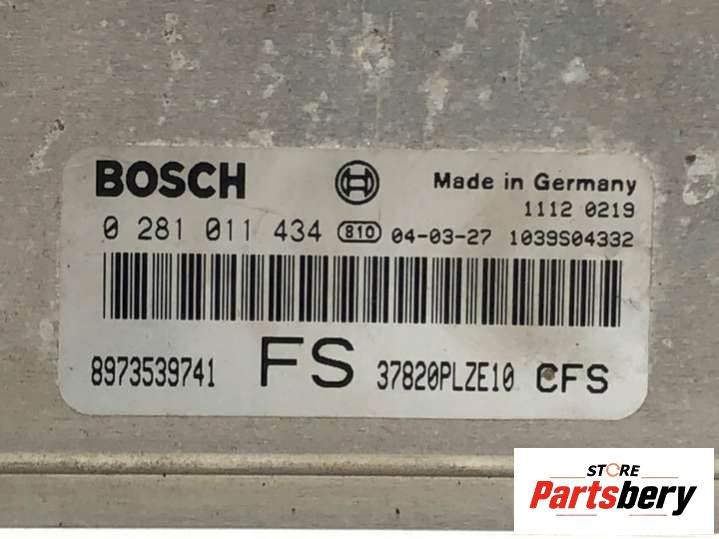 BOSCH
Made in Germany
1112 0219
0 281 011 434 810 04-03-27 1039S04332
8973539741 FS 37820PLZE10 CFS
STORE
Partsbery